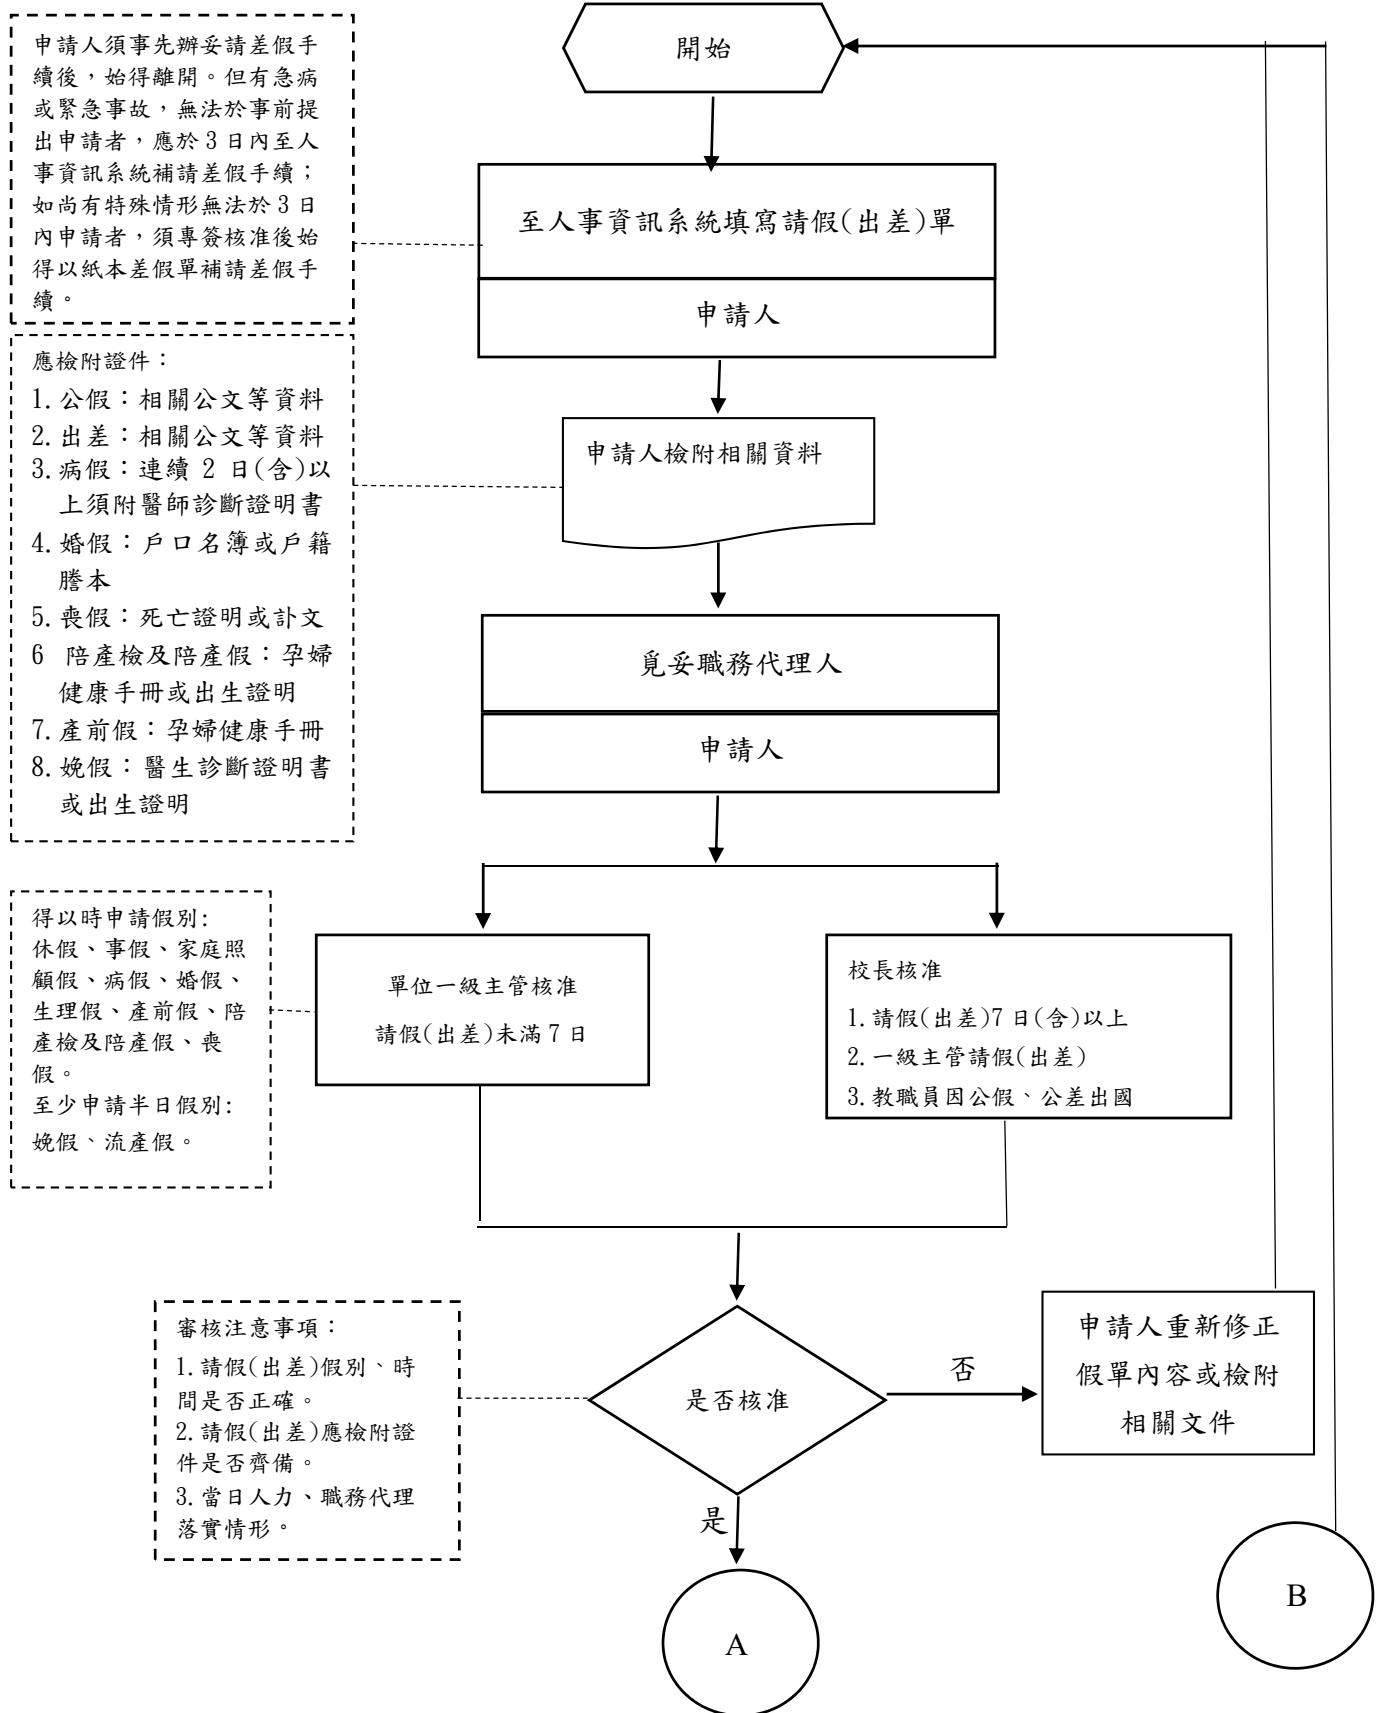 申請人須事先辦妥請差假手
續後，始得離開。但有急病
或緊急事故，無法於事前提
出申請者，應於3日內至人
事資訊系統補請差假手續；
如尚有特殊情形無法於3日
內申請者，須專簽核准後始
得以紙本差假單補請差假手
續。
開始
至人事資訊系統填寫請假(出差)單
申請人
應檢附證件：
1.公假：相關公文等資料
2.出差：相關公文等資料
3.病假：連續 2 日(含)以
上須附醫師診斷證明書
4.婚假：戶口名簿或戶籍
謄本
5.喪假：死亡證明或訃文
6 陪產檢及陪產假：孕婦
健康手冊或出生證明
7.產前假：孕婦健康手冊
8.娩假：醫生診斷證明書
或出生證明
申請人檢附相關資料
覓妥職務代理人
申請人
得以時申請假別:
休假、事假、家庭照
顧假、病假、婚假、
生理假、產前假、陪
產檢及陪產假、喪
假。
至少申請半日假別:
娩假、流產假。
單位一級主管核准
請假(出差)未滿7日
校長核准
1.請假(出差)7日(含)以上
2.一級主管請假(出差)
3.教職員因公假、公差出國
審核注意事項：
1.請假(出差)假別、時
間是否正確。
2.請假(出差)應檢附證
件是否齊備。
3.當日人力、職務代理
落實情形。
是否核准
否
申請人重新修正
假單內容或檢附
相關文件
是
A
B